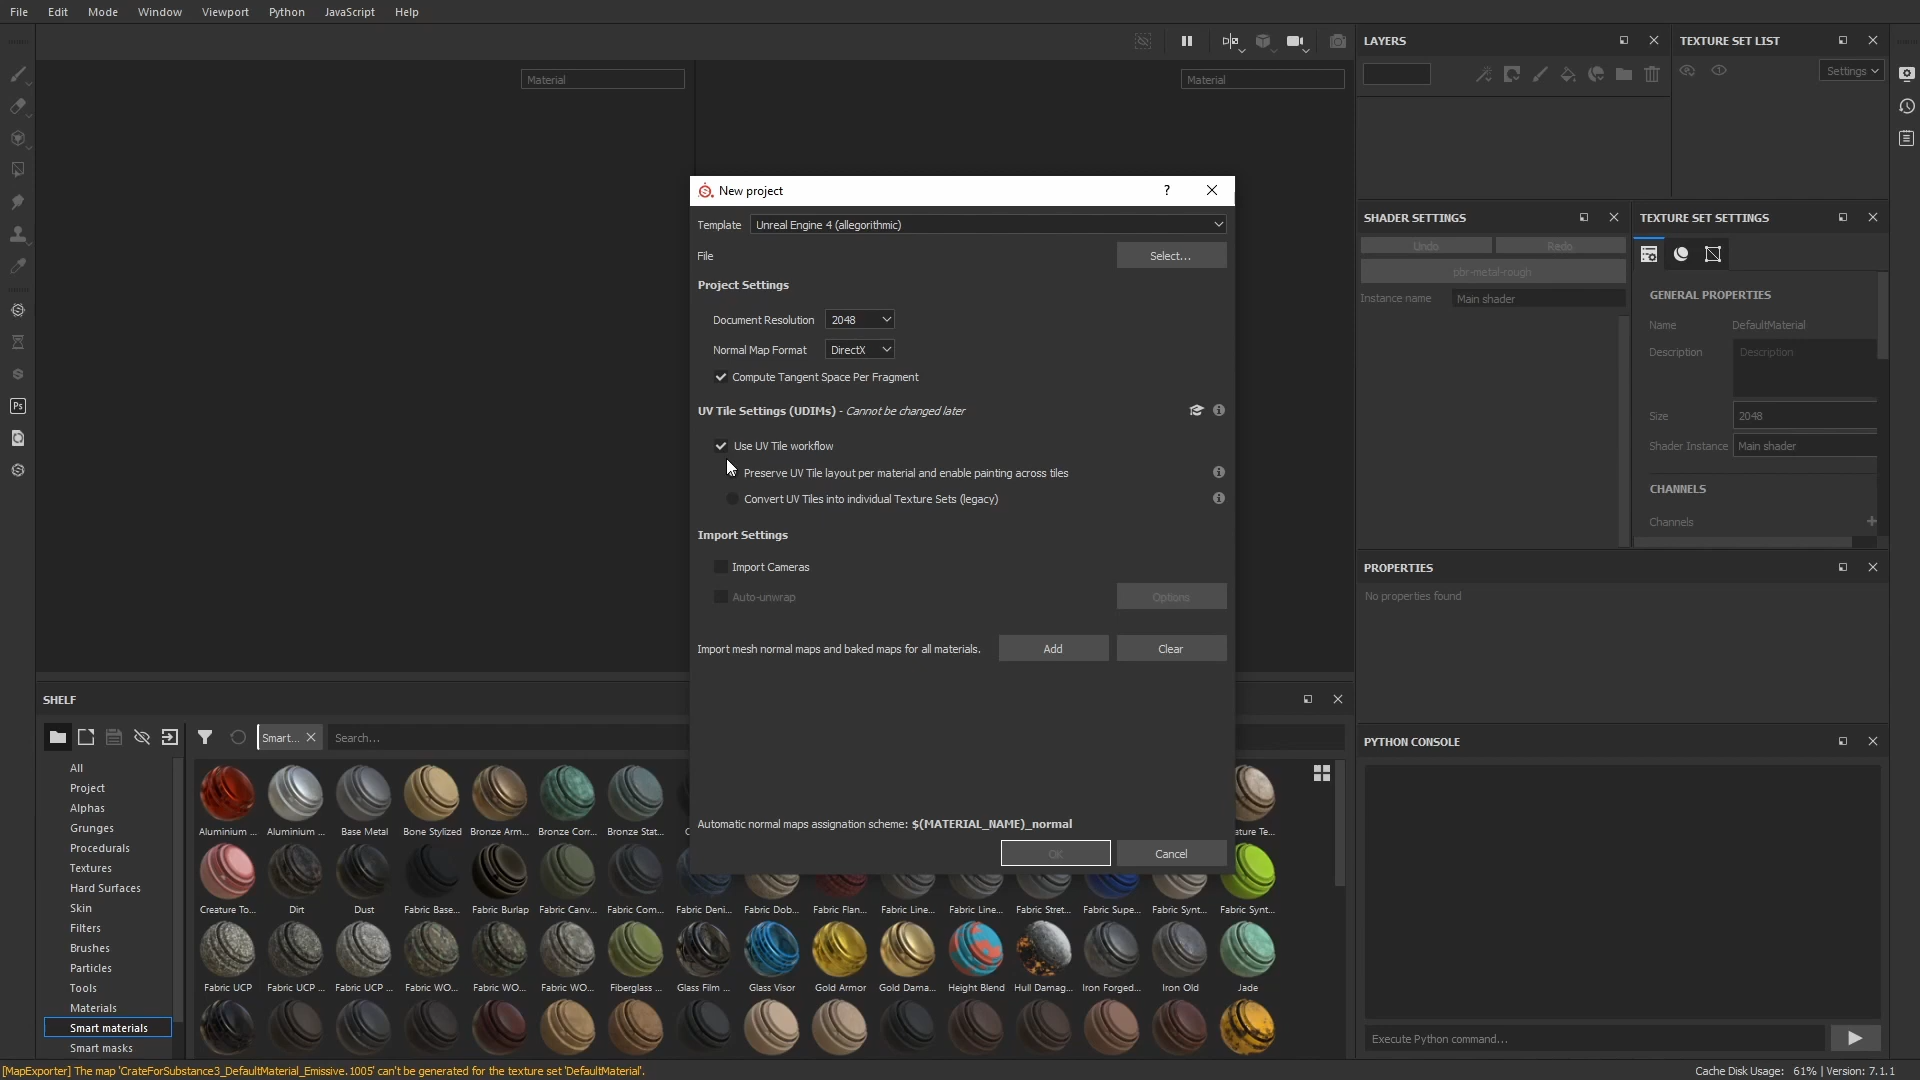 File Edit Mode Window Viewport Python JavaScript Help
Material
Material
LAYERS
TEXTURE SET LIST
Settings
New project
?
Template Unreal Engine 4 (allegorithmic)
File Select...
Project Settings
Document Resolution 2048
Normal Map Format DirectX
Compute Tangent Space Per Fragment
UV Tile Settings (UDIMs) - Cannot be changed later
Use UV Tile workflow
Preserve UV Tile layout per material and enable painting across tiles
Convert UV Tiles into individual Texture Sets (legacy)
Import Settings
Import Cameras
Auto-unwrap Options
Import mesh normal maps and baked maps for all materials. Add Clear
Automatic normal maps assignation scheme: $(MATERIAL_NAME)_normal
OK Cancel
SHADER SETTINGS
Undo Redo
pbr-metal-rough
Instance name Main shader
TEXTURE SET SETTINGS
GENERAL PROPERTIES
Name DefaultMaterial
Description Description
Size 2048
Shader Instance Main shader
CHANNELS
Channels
PROPERTIES
No properties found
PYTHON CONSOLE
Execute Python command...
Ps
SHELF
Smart... Search...
All
Project
Alphas
Grunges
Procedurals
Textures
Hard Surfaces
Skin
Filters
Brushes
Particles
Tools
Materials
Smart materials
Smart masks
Aluminium ... Aluminium ... Base Metal Bone Stylized Bronze Arm... Bronze Corr... Bronze Stat... ature Te...
Creature To... Dirt Dust Fabric Base... Fabric Burlap Fabric Canv... Fabric Com... Fabric Deni... Fabric Dob... Fabric Flan... Fabric Line... Fabric Line... Fabric Stret... Fabric Supe... Fabric Synt... Fabric Synt...
Fabric UCP Fabric UCP ... Fabric UCP ... Fabric WO... Fabric WO... Fabric WO... Fiberglass ... Glass Film ... Glass Visor Gold Armor Gold Dama... Height Blend Hull Damag... Iron Forged... Iron Old Jade
[MapExporter] The map 'CrateForSubstance3_DefaultMaterial_Emissive.1005' can't be generated for the texture set 'DefaultMaterial'.
Cache Disk Usage: 61% | Version: 7.1.1